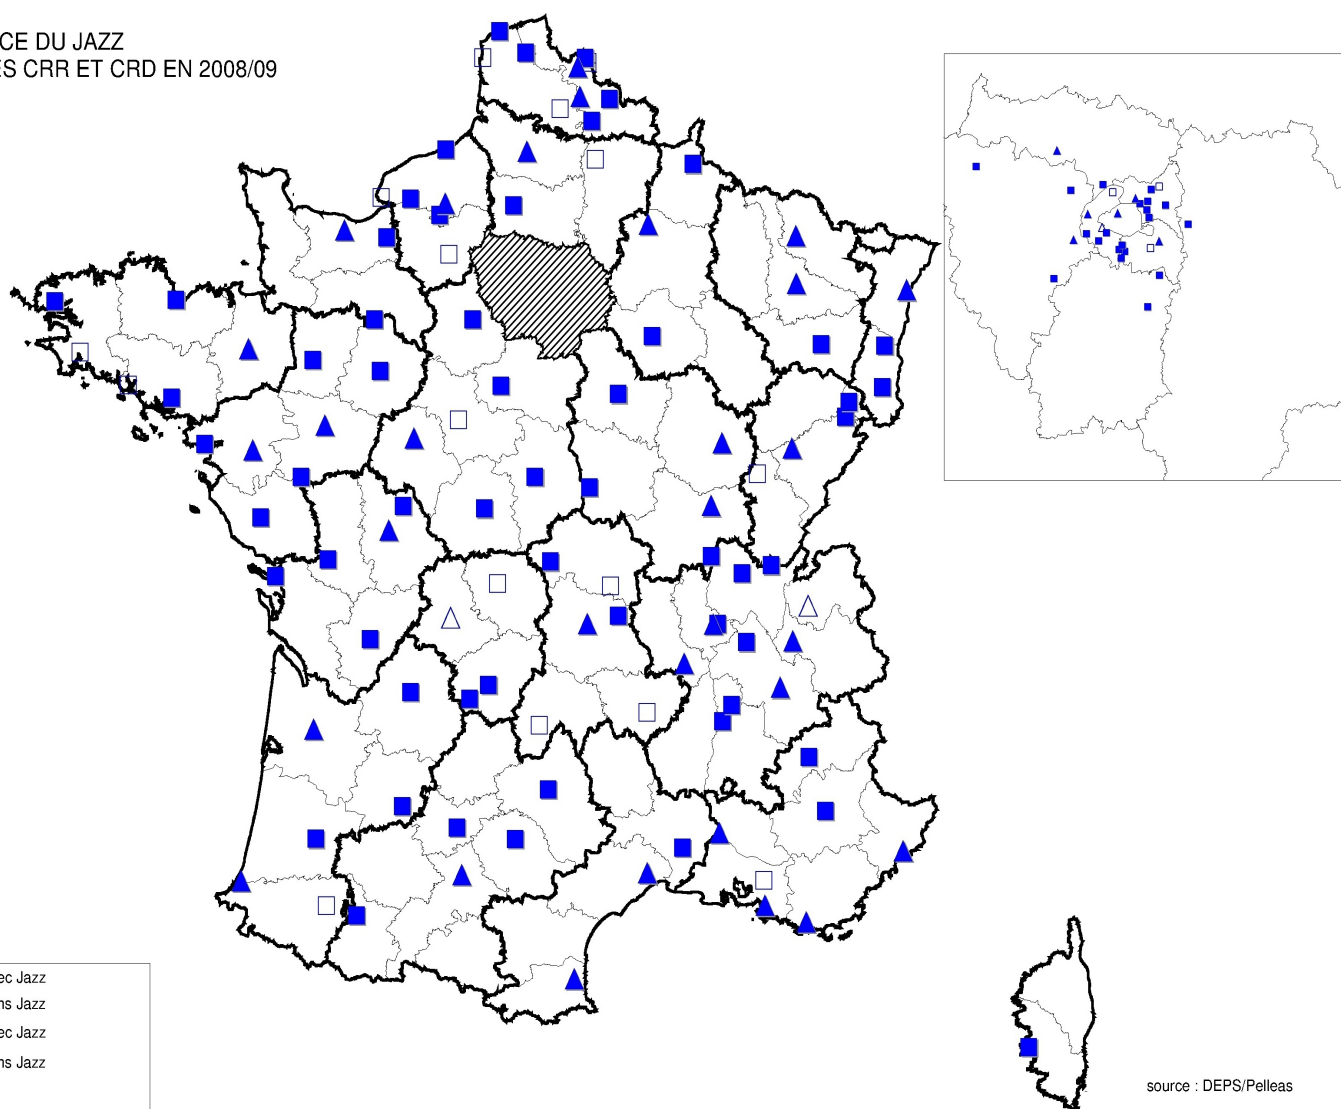 CE DU JAZZ
ES CRR ET CRD EN 2008/09
ec Jazz
ns Jazz
ec Jazz
ns Jazz
source : DEPS/Pelleas